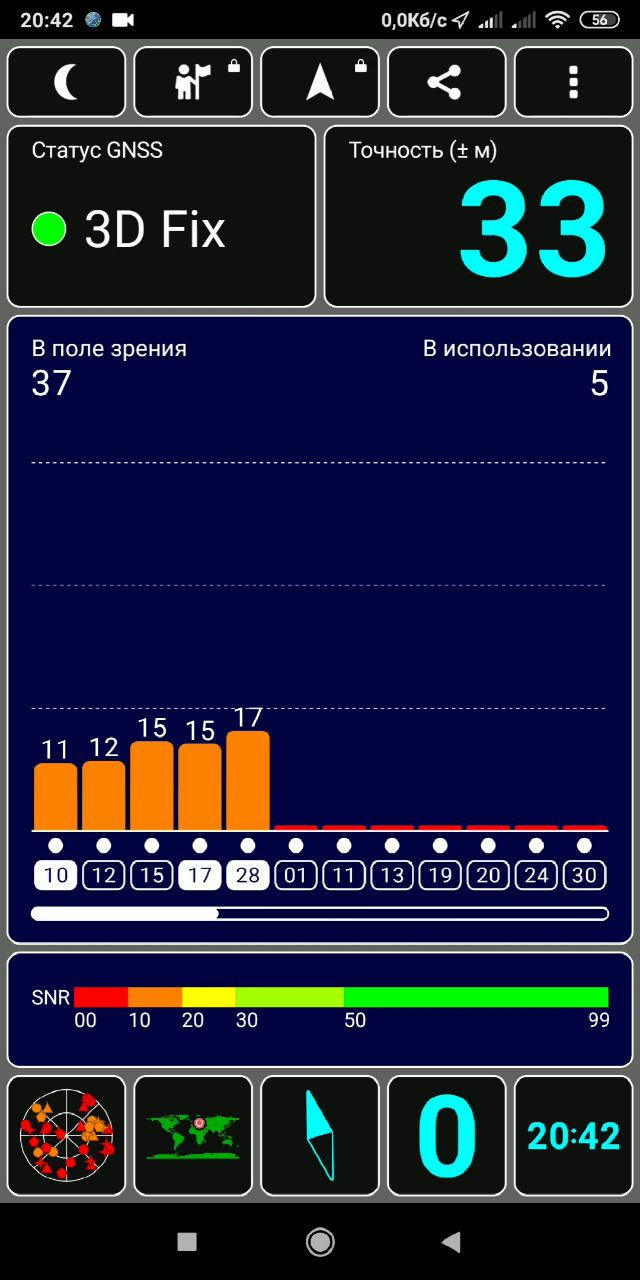 20:42 0,0Кб/с 56
Статус GNSS Точность (± м)
3D Fix 33
В поле зрения В использовании
37 5
11 12 15 15 17
10 12 15 17 28 01 11 13 19 20 24 30
SNR
00 10 20 30 50 99
0 20:42